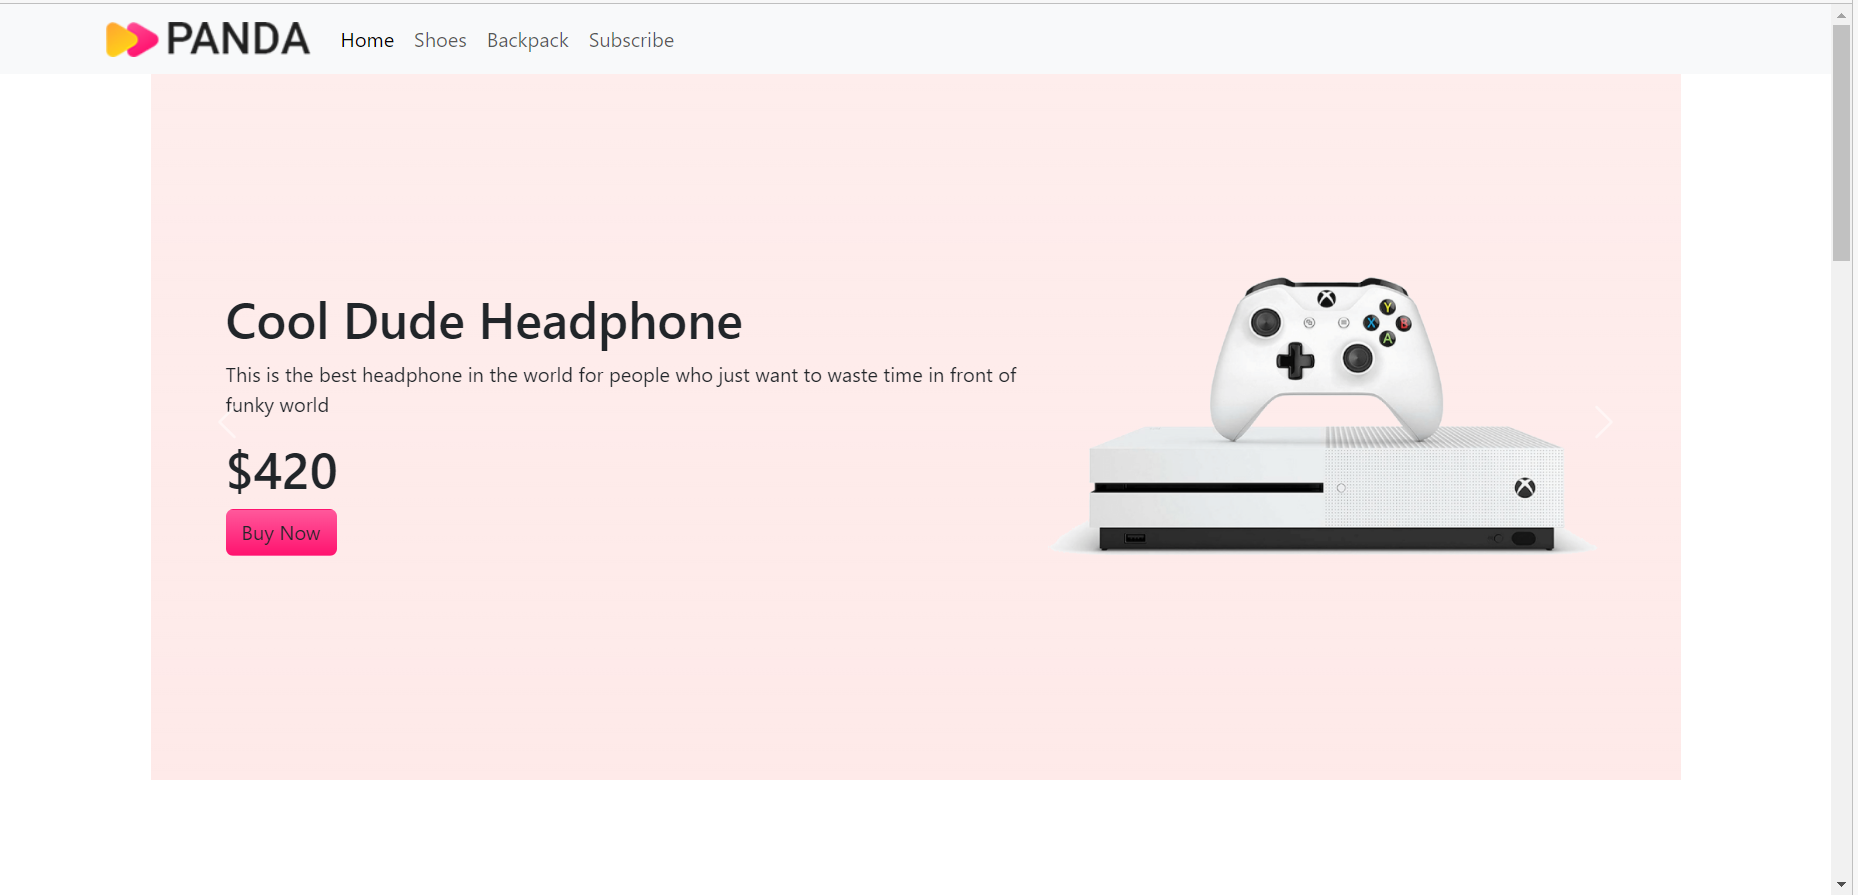 PANDA Home Shoes Backpack Subscribe
Cool Dude Headphone
This is the best headphone in the world for people who just want to waste time in front of
funky world
$420
Buy Now
Y
X B
A